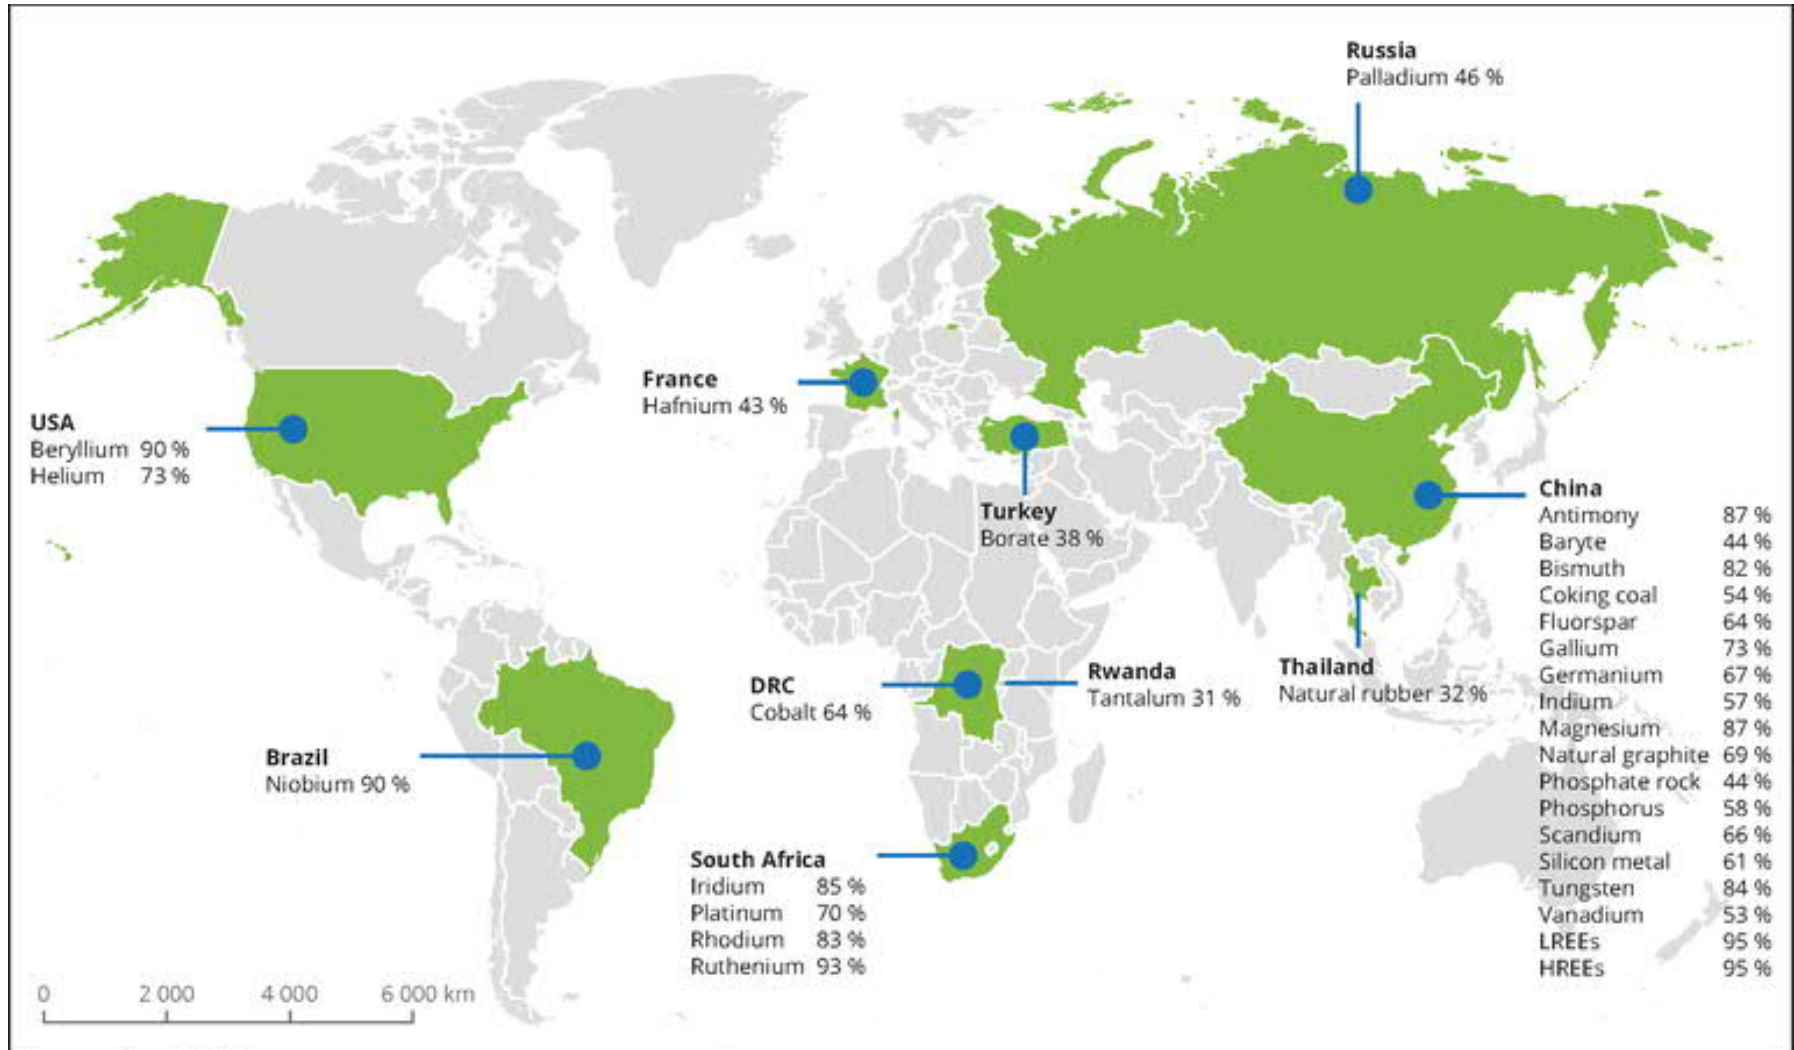 Russia
Palladium 46 %
France
Hafnium 43 %
USA
Beryllium 90 %
Helium 73 %
Turkey
Borate 38 %
China
Antimony 87 %
Baryte 44 %
Bismuth 82 %
Coking coal 54 %
Fluorspar 64 %
Gallium 73 %
Germanium 67 %
Indium 57 %
Magnesium 87 %
Natural graphite 69 %
Phosphate rock 44 %
Phosphorus 58 %
Scandium 66 %
Silicon metal 61 %
Tungsten 84 %
Vanadium 53 %
LREEs 95 %
HREEs 95 %
Thailand
Natural rubber 32 %
DRC
Cobalt 64 %
Rwanda
Tantalum 31 %
Brazil
Niobium 90 %
South Africa
Iridium 85 %
Platinum 70 %
Rhodium 83 %
Ruthenium 93 %
0 2 000 4 000 6 000 km